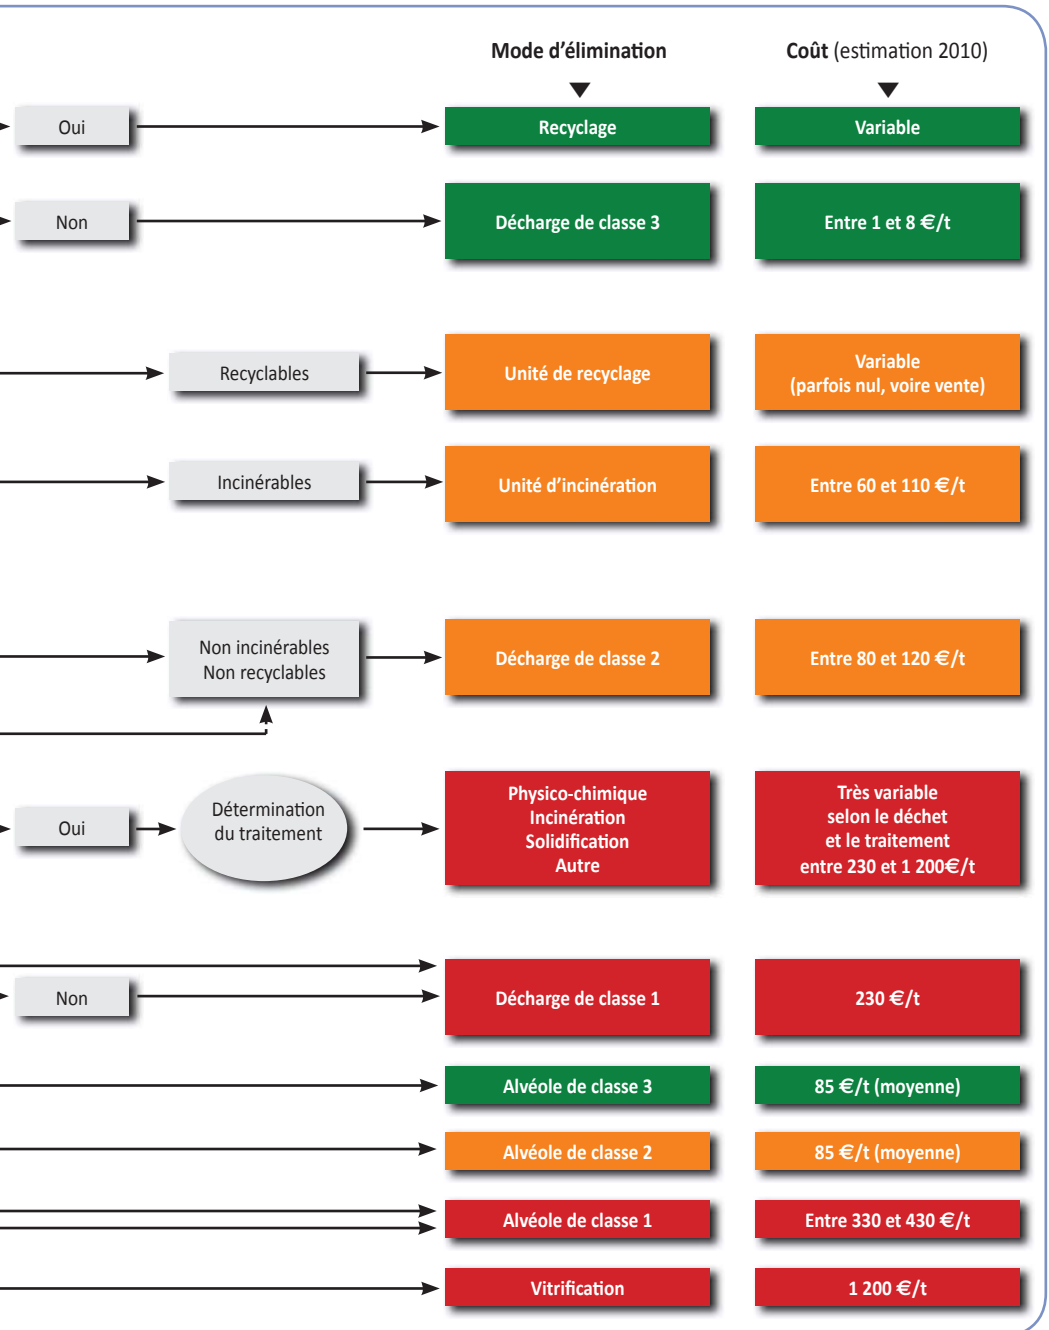 Mode d'élimination
Coût (estimation 2010)
Oui
Recyclage
Variable
Non
Décharge de classe 3
Entre 1 et 8 €/t
Recyclables
Unité de recyclage
Variable
(parfois nul, voire vente)
Incinérables
Unité d'incinération
Entre 60 et 110 €/t
Non incinérables
Non recyclables
Décharge de classe 2
Entre 80 et 120 €/t
Oui
Détermination
du traitement
Physico-chimique
Incinération
Solidification
Autre
Très variable
selon le déchet
et le traitement
entre 230 et 1 200€/t
Non
Décharge de classe 1
230 €/t
Alvéole de classe 3
85 €/t (moyenne)
Alvéole de classe 2
85 €/t (moyenne)
Alvéole de classe 1
Entre 330 et 430 €/t
Vitrification
1 200 €/t